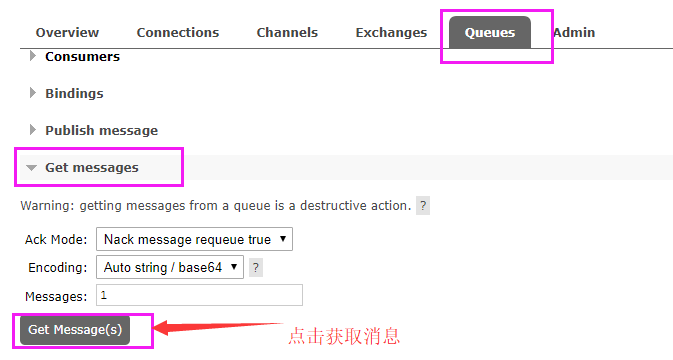 Overview Connections Channels Exchanges Queues Admin
Consumers
Bindings
Publish message
Get messages
Warning: getting messages from a queue is a destructive action. ?
Ack Mode: Nack message requeue true
Encoding: Auto string / base64 ?
Messages: 1
Get Message(s)
点击获取消息